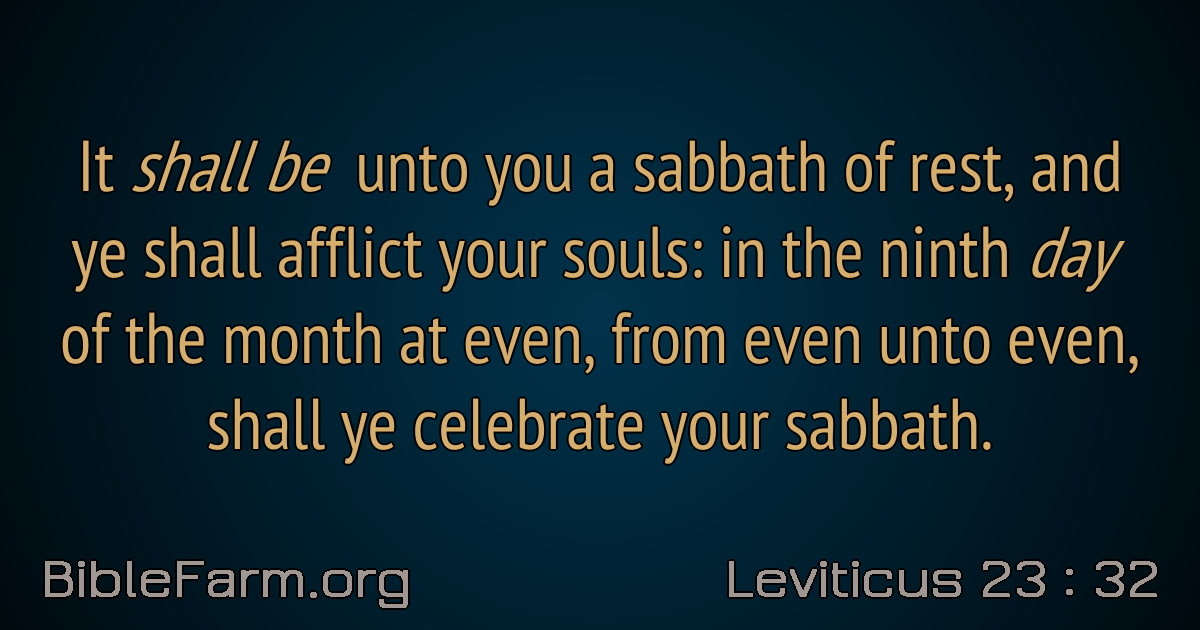 It shall be unto you a sabbath of rest, and
ye shall afflict your souls: in the ninth day
of the month at even, from even unto even,
shall ye celebrate your sabbath.
BibleFarm.org
Leviticus 23 : 32